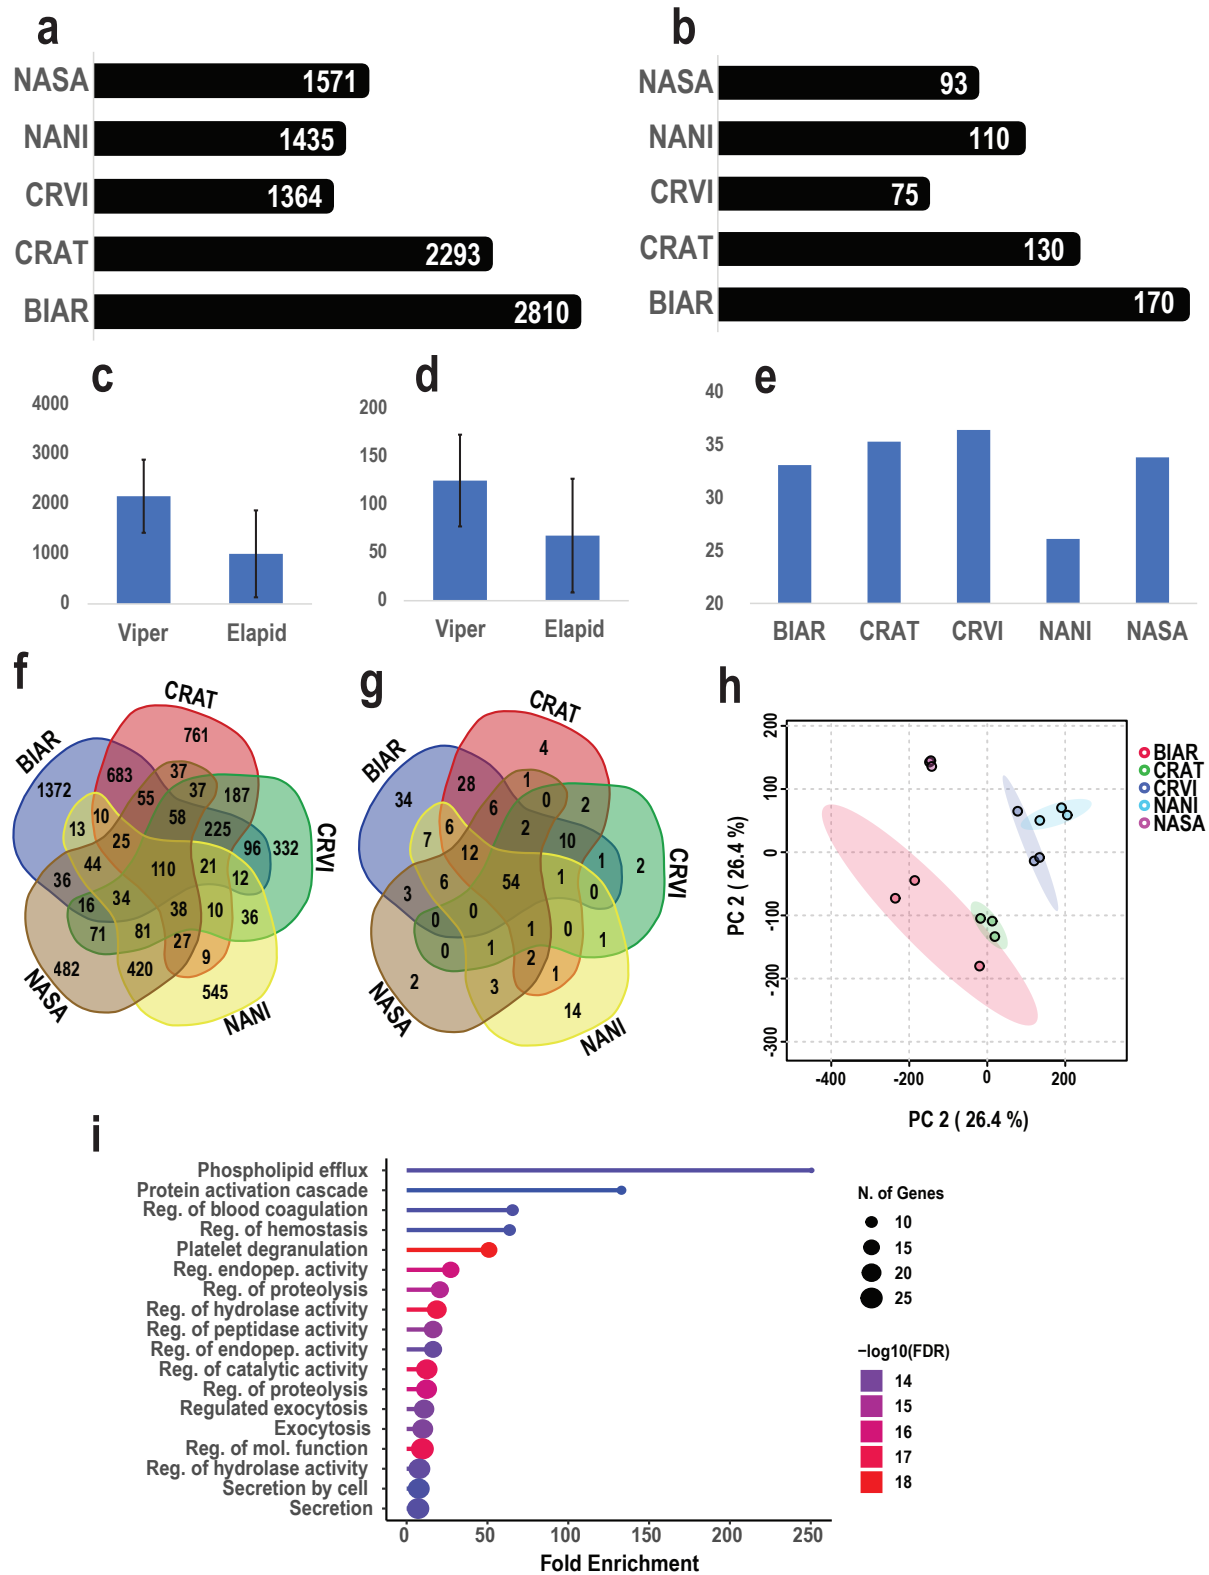 a
NASA 1571
NANI 1435
CRVI 1364
CRAT 2293
BIAR 2810
b
NASA 93
NANI 110
CRVI 75
CRAT 130
BIAR 170
c
4000
3000
2000
1000
0
Viper Elapid
d
200
150
100
50
0
Viper Elapid
e
40
35
30
25
20
BIAR CRAT CRVI NANI NASA
f
CRAT
BIAR
CRVI
NASA
NANI
761
1372 683 37
55 37 187
13 10 58 225
25 96 332
44 110 21 12
36 34
16 38 10 36
71 81 27
482 420 9
545
g
CRAT
BIAR
CRVI
NASA
NANI
4
34 28 1
6 0 2
7 6 2 10
12 1 2
6 54 1 0
3 0
0 1 0 1
0 1 2
2 3 1
14
h
PC 2 ( 26.4 %)
200
100
0
-100
-200
-300
-400 -200 0 200
PC 2 ( 26.4 %)
BIAR
CRAT
CRVI
NANI
NASA
i
Phospholipid efflux
Protein activation cascade
Reg. of blood coagulation
Reg. of hemostasis
Platelet degranulation
Reg. endopep. activity
Reg. of proteolysis
Reg. of hydrolase activity
Reg. of peptidase activity
Reg. of endopep. activity
Reg. of catalytic activity
Reg. of proteolysis
Regulated exocytosis
Exocytosis
Reg. of mol. function
Reg. of hydrolase activity
Secretion by cell
Secretion
0 50 100 150 200 250
Fold Enrichment
N. of Genes
10
15
20
25
−log10(FDR)
14
15
16
17
18